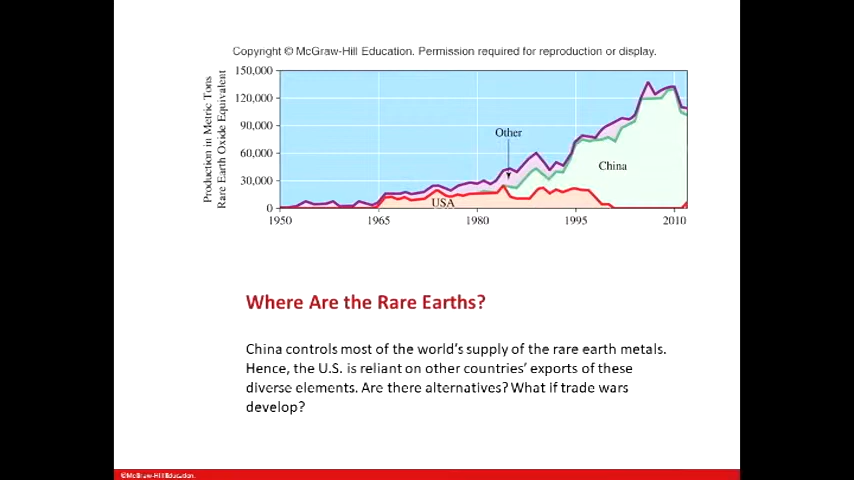 Copyright © McGraw-Hill Education. Permission required for reproduction or display.
Production in Metric Tons
Rare Earth Oxide Equivalent
150,000
120,000
90,000
60,000
30,000
0
Other
China
USA
1950 1965 1980 1995 2010
Where Are the Rare Earths?
China controls most of the world's supply of the rare earth metals.
Hence, the U.S. is reliant on other countries' exports of these
diverse elements. Are there alternatives? What if trade wars
develop?
©McGraw-Hill Education.